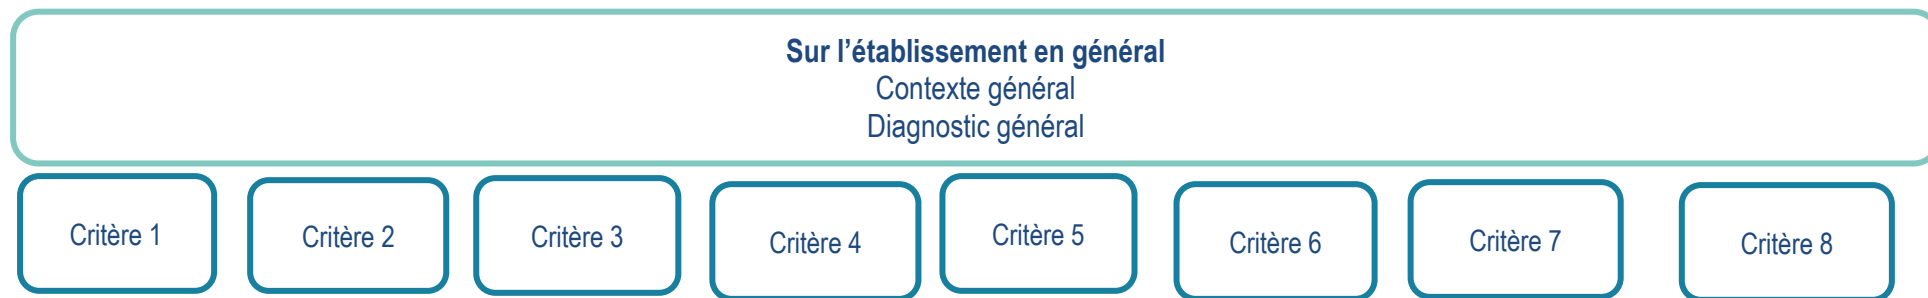 Sur l’établissement en général
Contexte général
Diagnostic général
Critère 1
Critère 2
Critère 3
Critère 4
Critère 5
Critère 6
Critère 7
Critère 8